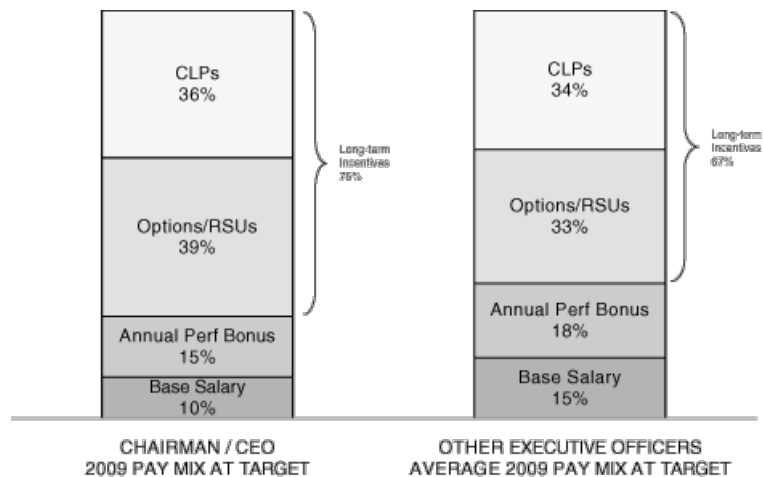 CLPs
36%
Long-term
Incentives
75%
Options/RSUs
39%
Annual Perf Bonus
15%
Base Salary
10%
CHAIRMAN / CEO
2009 PAY MIX AT TARGET
CLPs
34%
Long-term
Incentives
67%
Options/RSUs
33%
Annual Perf Bonus
18%
Base Salary
15%
OTHER EXECUTIVE OFFICERS
AVERAGE 2009 PAY MIX AT TARGET